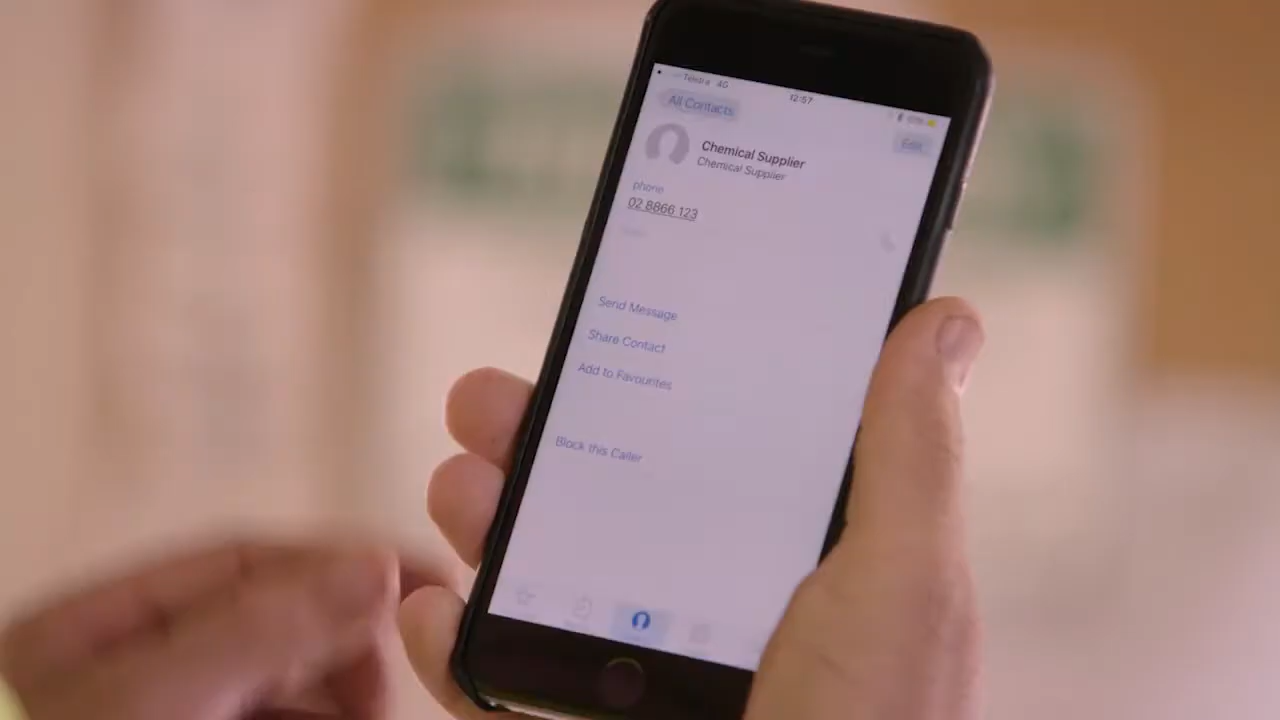 Telstra 4G
12:57
All Contacts
Edit
Chemical Supplier
Chemical Supplier
phone
02 8866 123
Send Message
Share Contact
Add to Favourites
Block this Caller